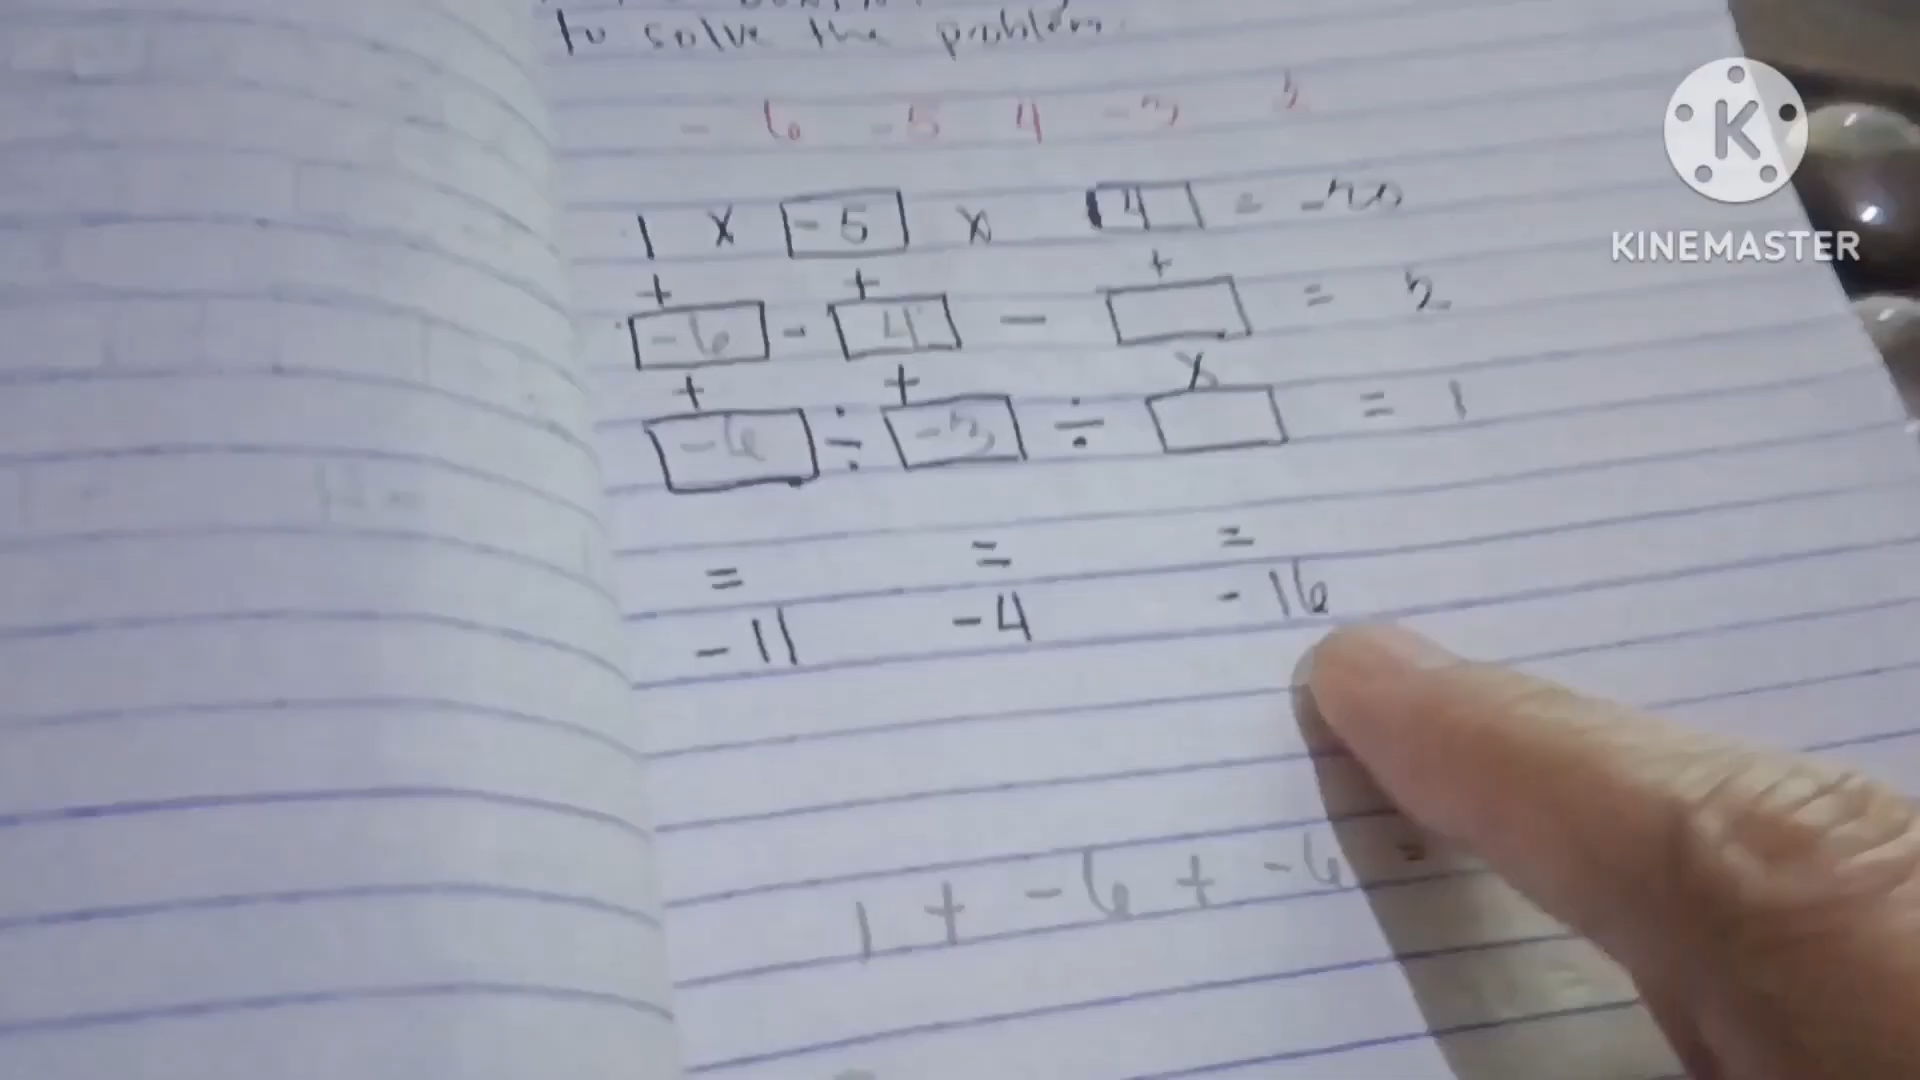 to solve the problem.
- 6 -5 4 -3 2
1 x -5 x 4 = -20
+ + +
-6 - 4 - = 2
+ + x
-6 ÷ -3 ÷ = 1
= = =
-11 -4 -16
1 + -6 + -6 =
K
KINEMASTER